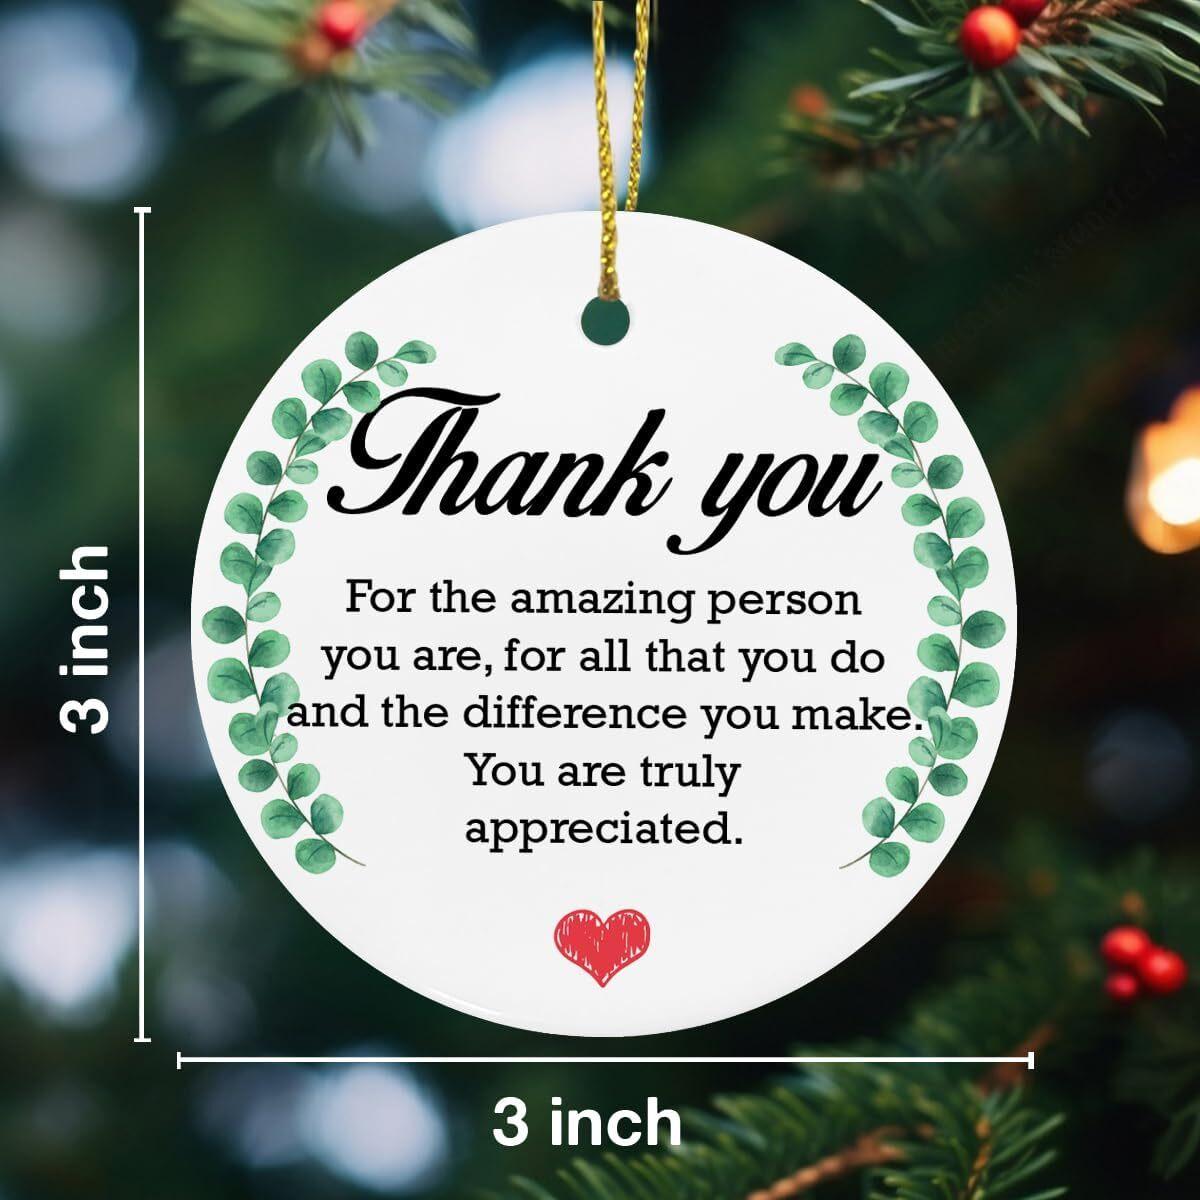 Thank you
For the amazing person
you are, for all that you do
and the difference you make.
You are truly
appreciated.
3 inch
3 inch